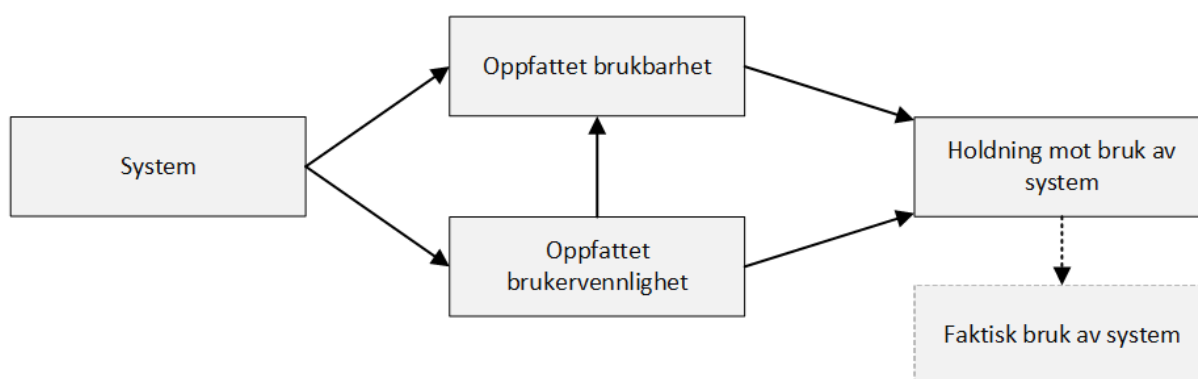 Oppfattet brukbarhet
System
Holdning mot bruk av
system
Oppfattet
brukervennlighet
Faktisk bruk av system